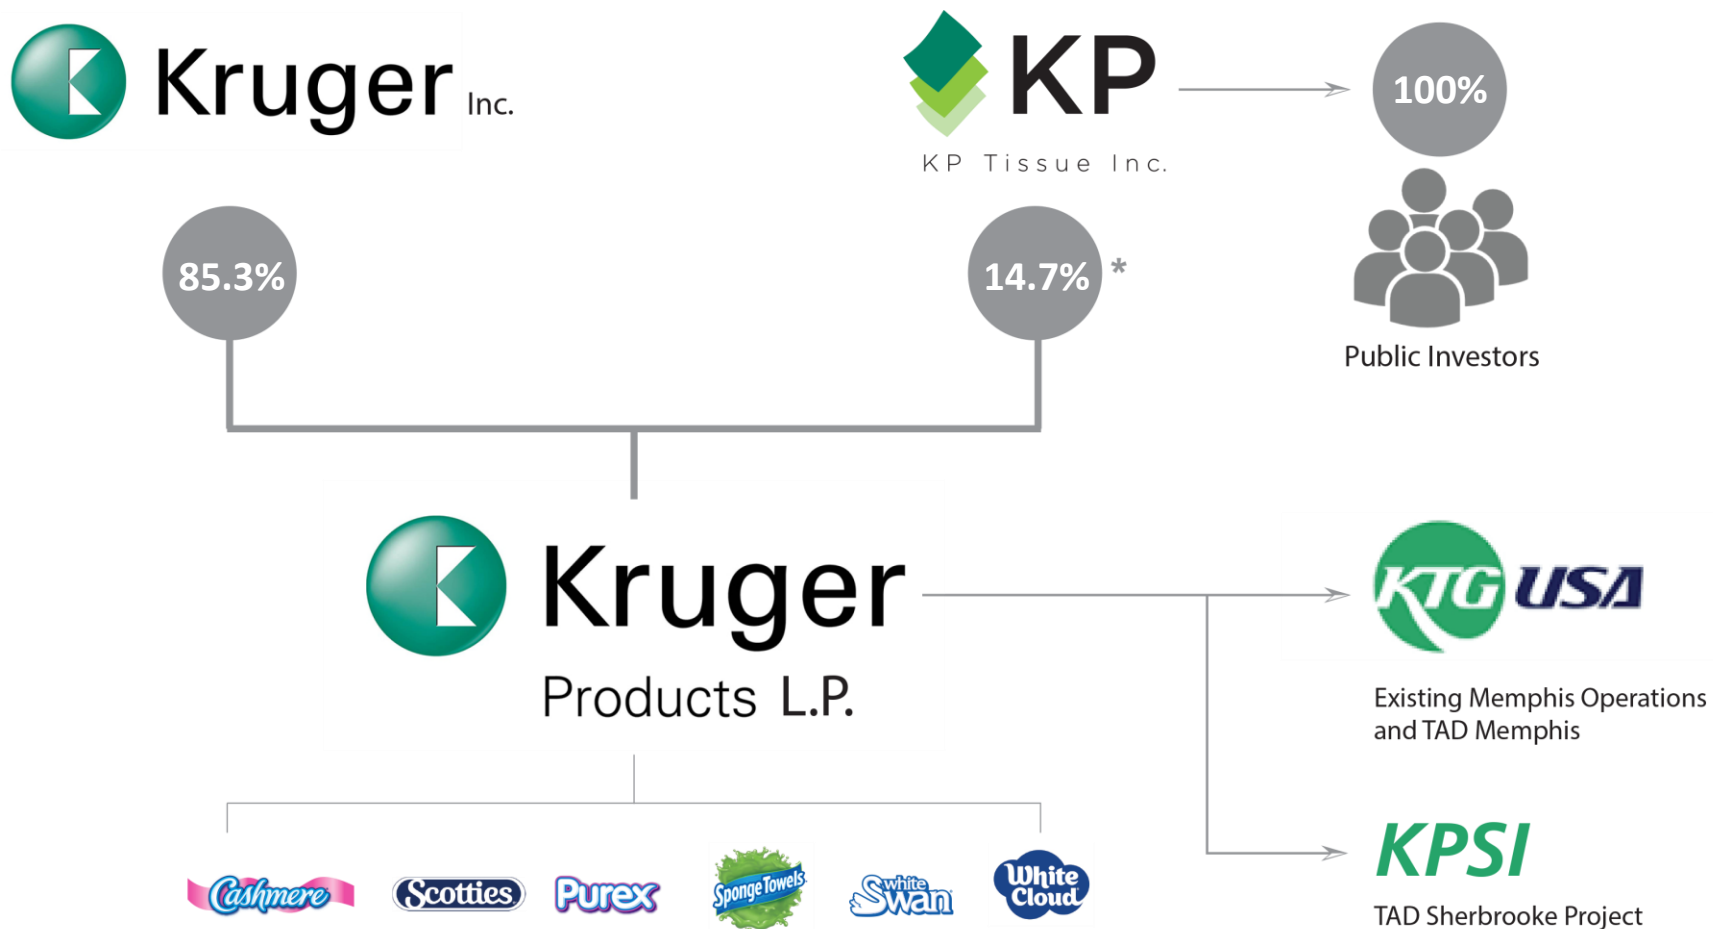 Kruger Inc.
KP
KP Tissue Inc.
100%
85.3%
14.7% *
Public Investors
Kruger
Products L.P.
KTG USA
Existing Memphis Operations
and TAD Memphis
KPSI
TAD Sherbrooke Project
Cashmere
Scotties
Purex
Sponge Towels
white
Swan
White
Cloud